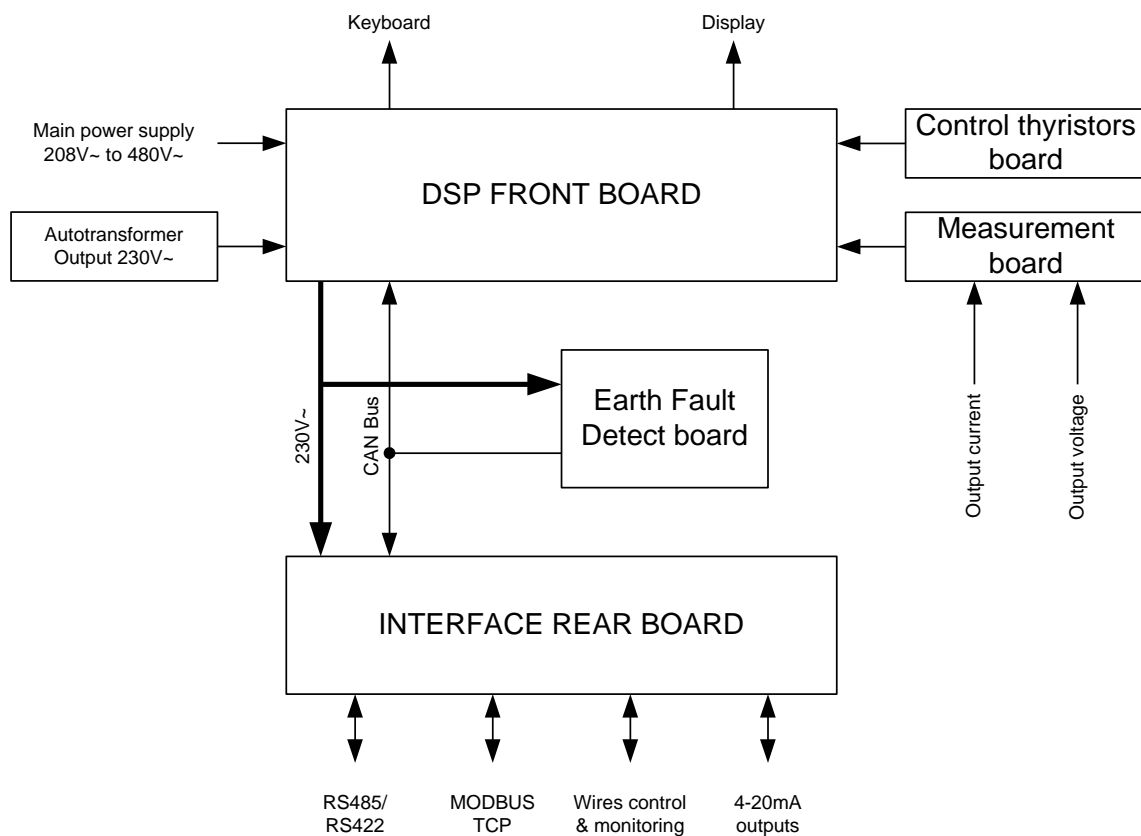 Keyboard
Display
Main power supply
208V~ to 480V~
DSP FRONT BOARD
Control thyristors
board
Autotransformer
Output 230V~
Measurement
board
230V~
CAN Bus
Earth Fault
Detect board
Output current
Output voltage
INTERFACE REAR BOARD
RS485/
RS422
MODBUS
TCP
Wires control
& monitoring
4-20mA
outputs